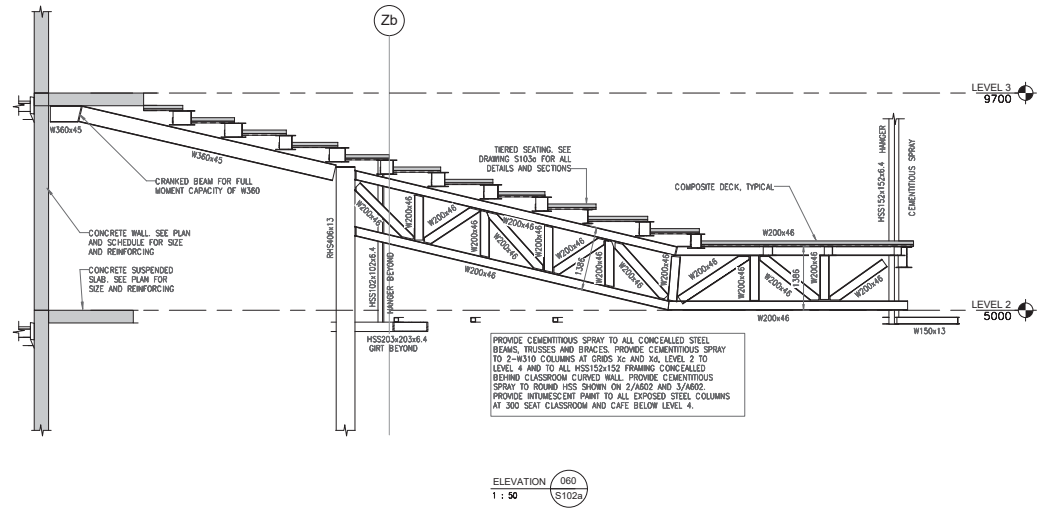 Zb
LEVEL 3
9700
W360x45
W360x45
CRANKED BEAM FOR FULL
MOMENT CAPACITY OF W360
TIERED SEATING. SEE
DRAWING S103a FOR ALL
DETAILS AND SECTIONS
COMPOSITE DECK, TYPICAL
HSS152x152x6.4 HANGER
CEMENTITIOUS SPRAY
CONCRETE WALL. SEE PLAN
AND SCHEDULE FOR SIZE
AND REINFORCING
CONCRETE SUSPENDED
SLAB. SEE PLAN FOR
SIZE AND REINFORCING
RHS406x13
HSS102x102x6.4
HANGER BEYOND
W200x46
W200x46
W200x46
W200x46
W200x46
W200x46
W200x46
W200x46
W200x46
W200x46
W200x46
1386
W200x46
W200x46
W200x46
W200x46
W200x46
W200x46
W200x46
1386
W200x46
W200x46
LEVEL 2
5000
W150x13
HSS203x203x6.4
GIRT BEYOND
PROVIDE CEMENTITIOUS SPRAY TO ALL CONCEALLED STEEL
BEAMS, TRUSSES AND BRACES. PROVIDE CEMENTITIOUS SPRAY
TO 2-W310 COLUMNS AT GRIDS Xc AND Xd, LEVEL 2 TO
LEVEL 4 AND TO ALL HSS152x152 FRAMING CONCEALLED
BEHIND CLASSROOM CURVED WALL. PROVIDE CEMENTITIOUS
SPRAY TO ROUND HSS SHOWN ON 2/A602 AND 3/A602.
PROVIDE INTUMESCENT PAINT TO ALL EXPOSED STEEL COLUMNS
AT 300 SEAT CLASSROOM AND CAFE BELOW LEVEL 4.
ELEVATION 060
1 : 50 S102a